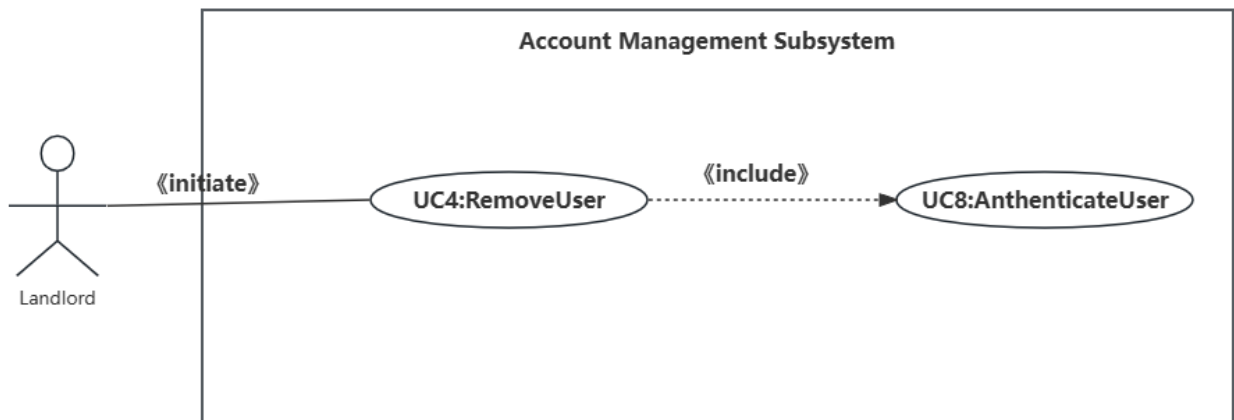 Account Management Subsystem
《initiate》
《include》
UC4:RemoveUser
UC8:AnthenticateUser
Landlord